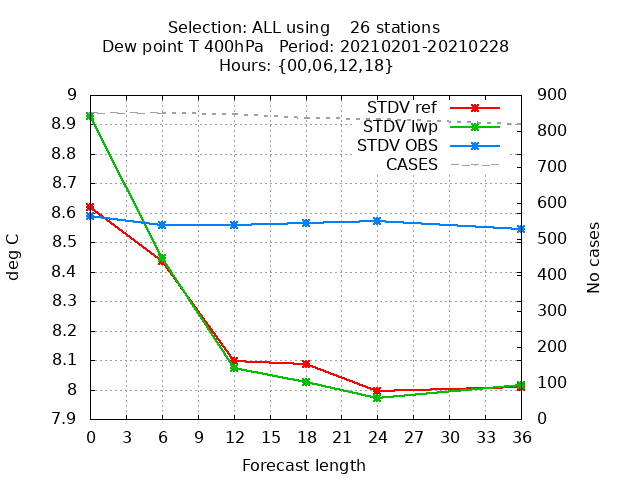 Selection: ALL using    26 stations
Dew point T 400hPa   Period: 20210201-20210228
Hours: {00,06,12,18}
STDV ref
STDV lwp
STDV OBS
CASES
deg C
9
8.9
8.8
8.7
8.6
8.5
8.4
8.3
8.2
8.1
8
7.9
900
800
700
600
500
400
300
200
100
0
No cases
0 3 6 9 12 15 18 21 24 27 30 33 36
Forecast length